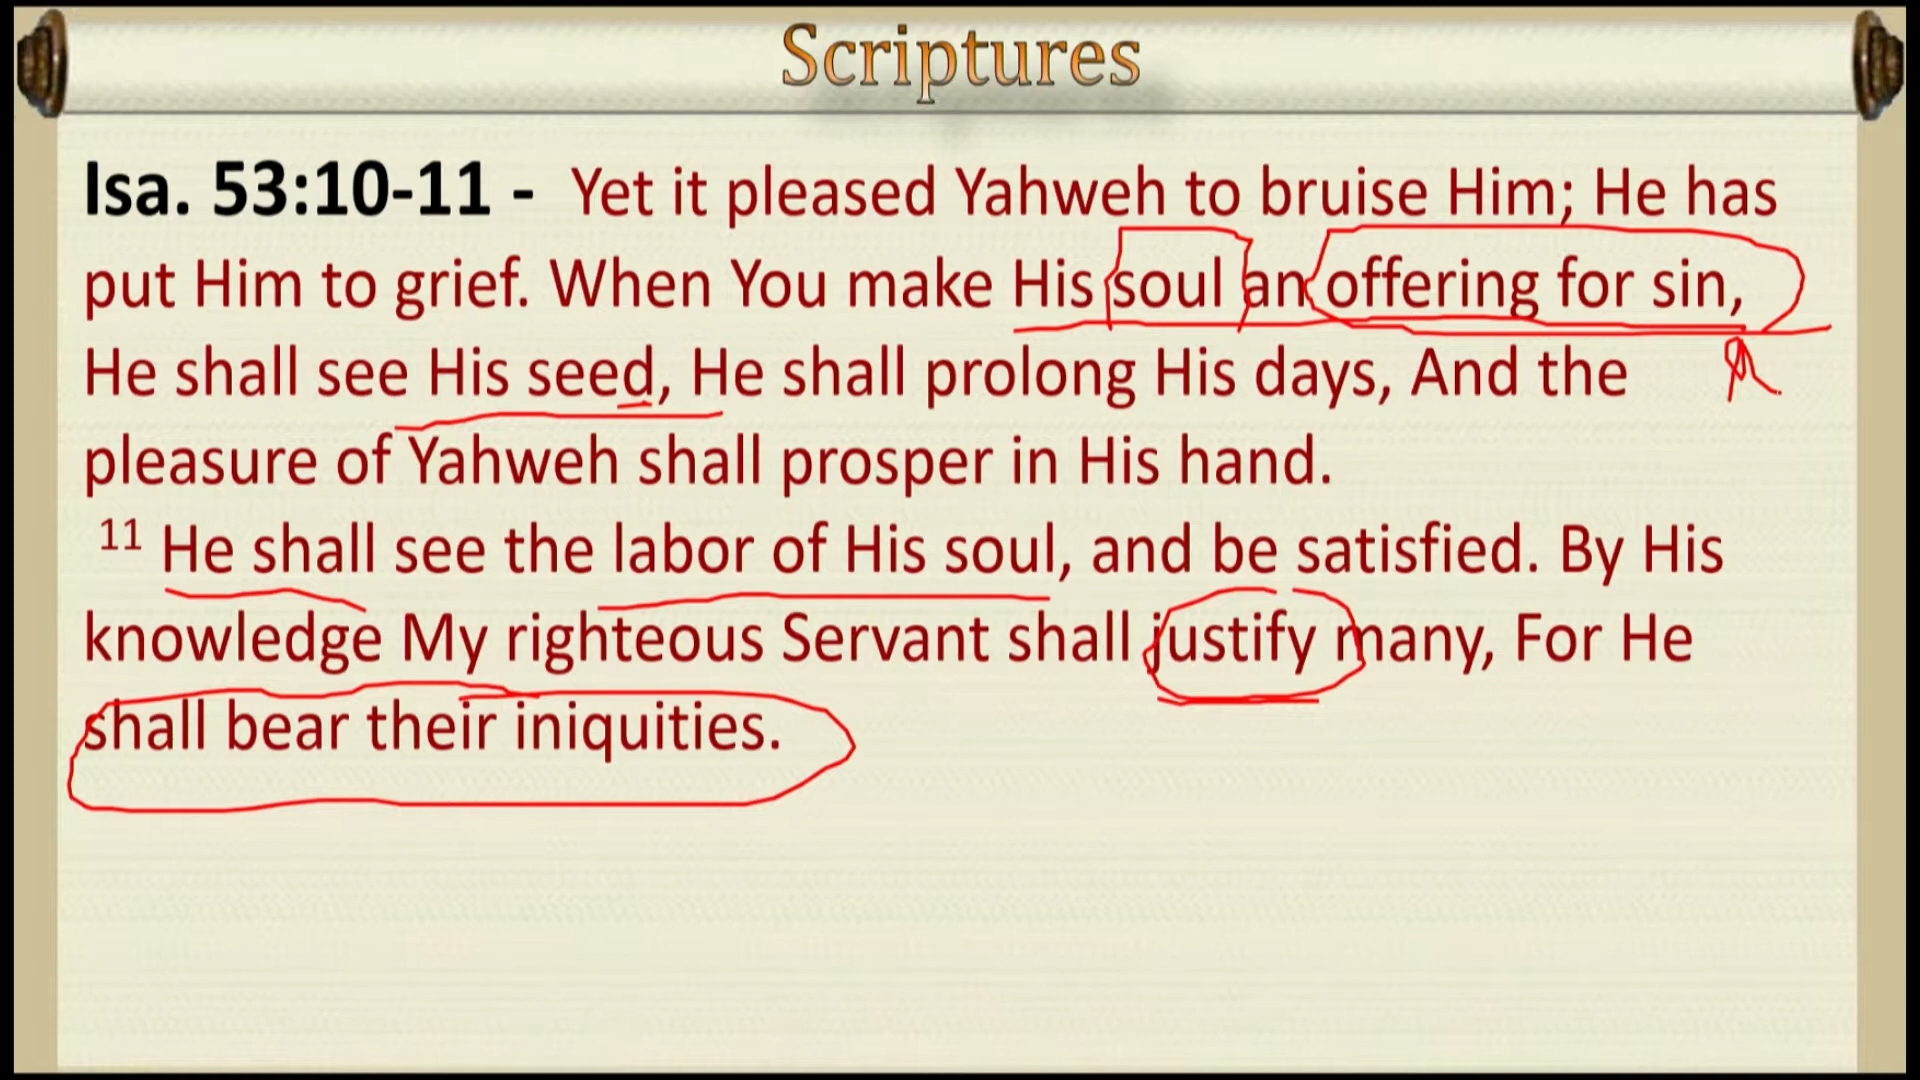 Scriptures
Isa. 53:10-11 - Yet it pleased Yahweh to bruise Him; He has
put Him to grief. When You make His soul an offering for sin,
He shall see His seed, He shall prolong His days, And the
pleasure of Yahweh shall prosper in His hand.
11 He shall see the labor of His soul, and be satisfied. By His
knowledge My righteous Servant shall justify many, For He
shall bear their iniquities.